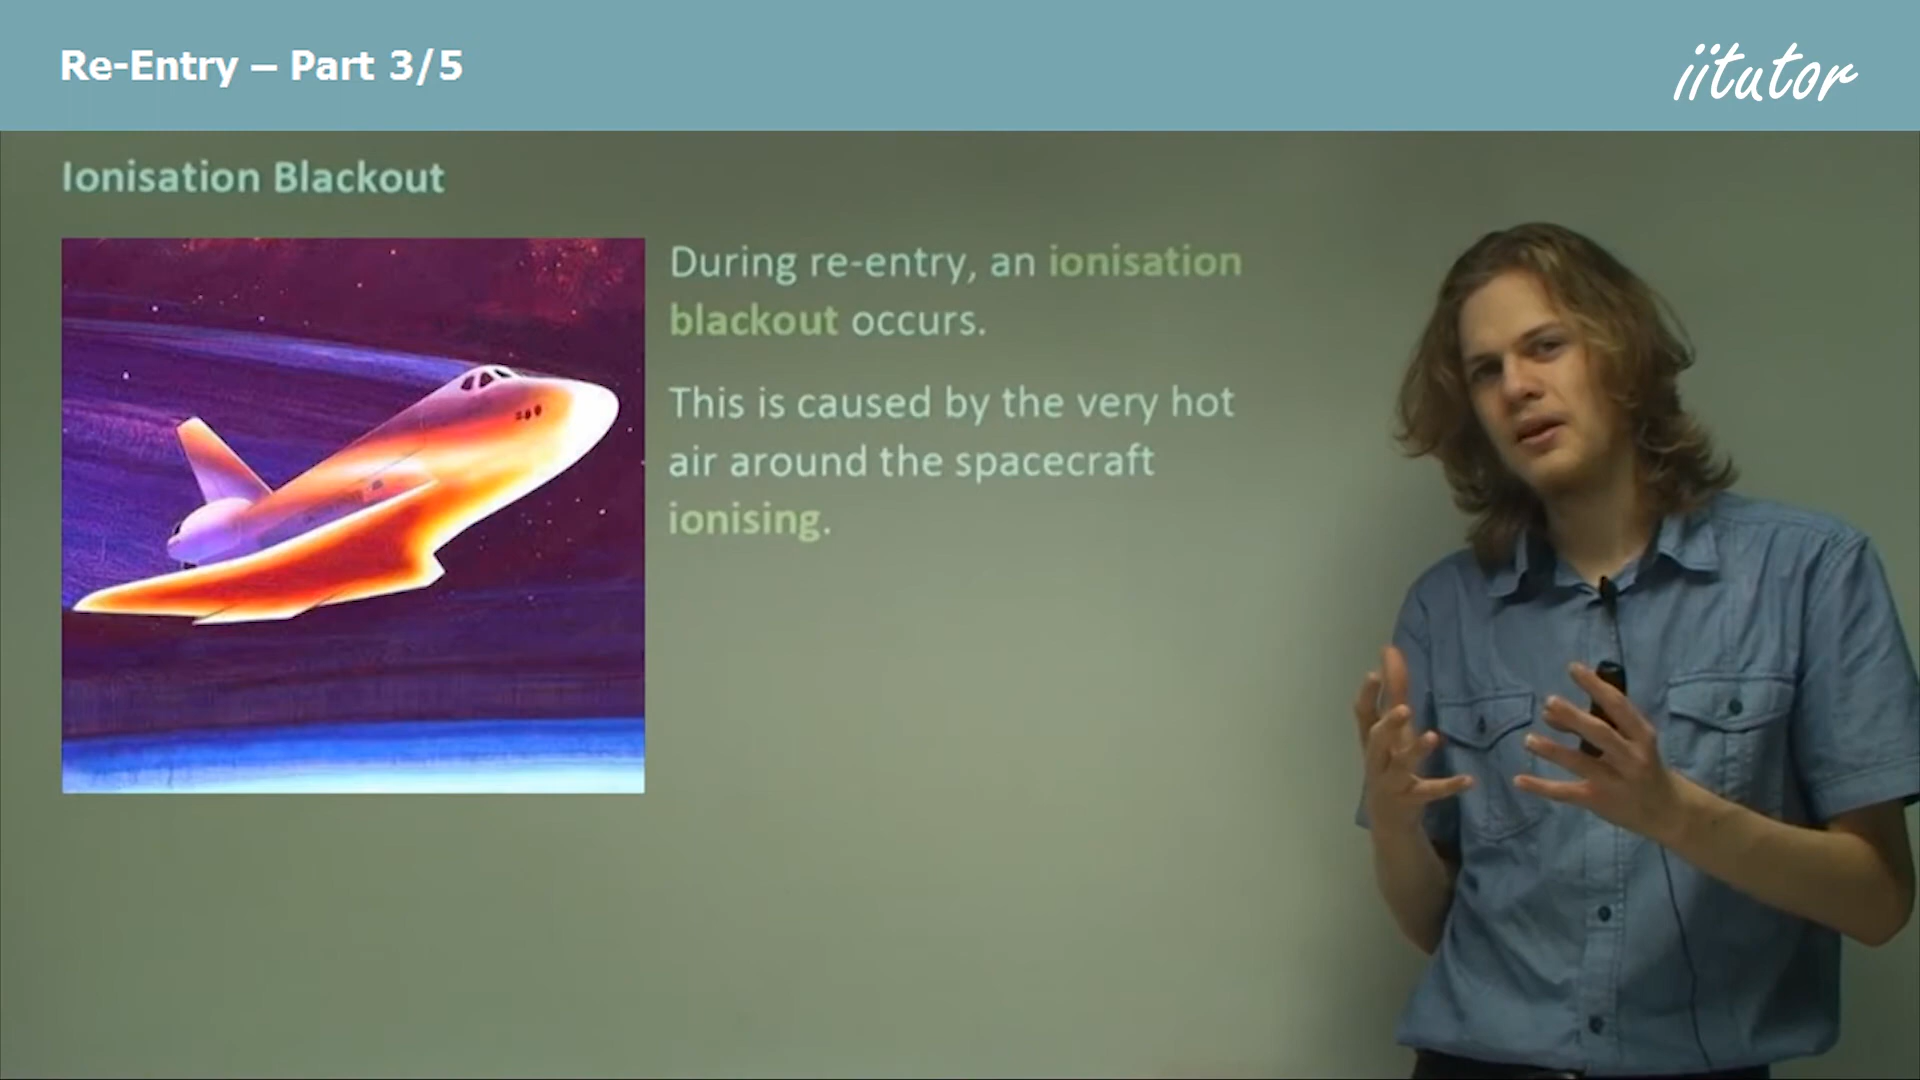 Re-Entry – Part 3/5
iitutor
Ionisation Blackout
During re-entry, an ionisation
blackout occurs.
This is caused by the very hot
air around the spacecraft
ionising.